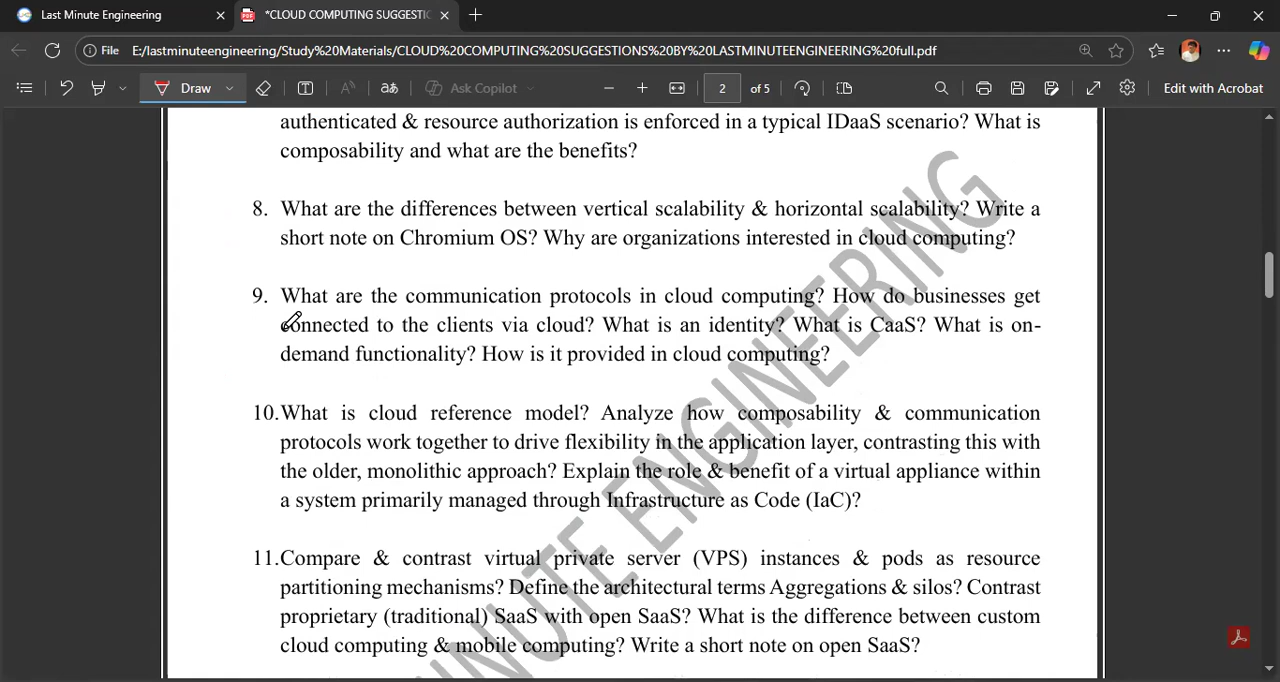 Last Minute Engineering
*CLOUD COMPUTING SUGGESTIC
File
E:/lastminuteengineering/Study%20Materials/CLOUD%20COMPUTING%20SUGGESTIONS%20BY%20LASTMINUTEENGINEERING%20full.pdf
Draw
Ask Copilot
2 of 5
Edit with Acrobat
authenticated & resource authorization is enforced in a typical IDaaS scenario? What is
composability and what are the benefits?
8. What are the differences between vertical scalability & horizontal scalability? Write a
short note on Chromium OS? Why are organizations interested in cloud computing?
9. What are the communication protocols in cloud computing? How do businesses get
connected to the clients via cloud? What is an identity? What is CaaS? What is on-
demand functionality? How is it provided in cloud computing?
10.What is cloud reference model? Analyze how composability & communication
protocols work together to drive flexibility in the application layer, contrasting this with
the older, monolithic approach? Explain the role & benefit of a virtual appliance within
a system primarily managed through Infrastructure as Code (IaC)?
11.Compare & contrast virtual private server (VPS) instances & pods as resource
partitioning mechanisms? Define the architectural terms Aggregations & silos? Contrast
proprietary (traditional) SaaS with open SaaS? What is the difference between custom
cloud computing & mobile computing? Write a short note on open SaaS?
NUTE ENGINEERING